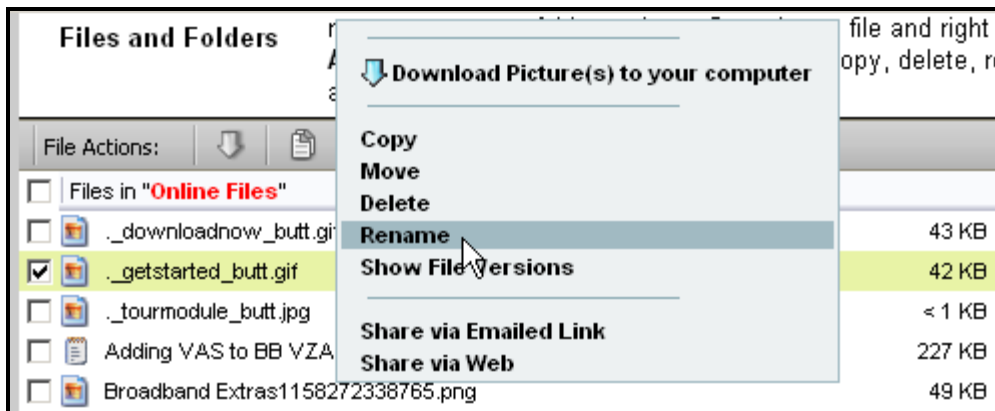 Files and Folders
file and right
opy, delete, r
Download Picture(s) to your computer
Copy
Move
Delete
Rename
Show File Versions
Share via Emailed Link
Share via Web
File Actions:
Files in "Online Files"
._downloadnow_butt.gif 43 KB
._getstarted_butt.gif 42 KB
._tourmodule_butt.jpg < 1 KB
Adding VAS to BB VZA 227 KB
Broadband Extras1158272338765.png 49 KB